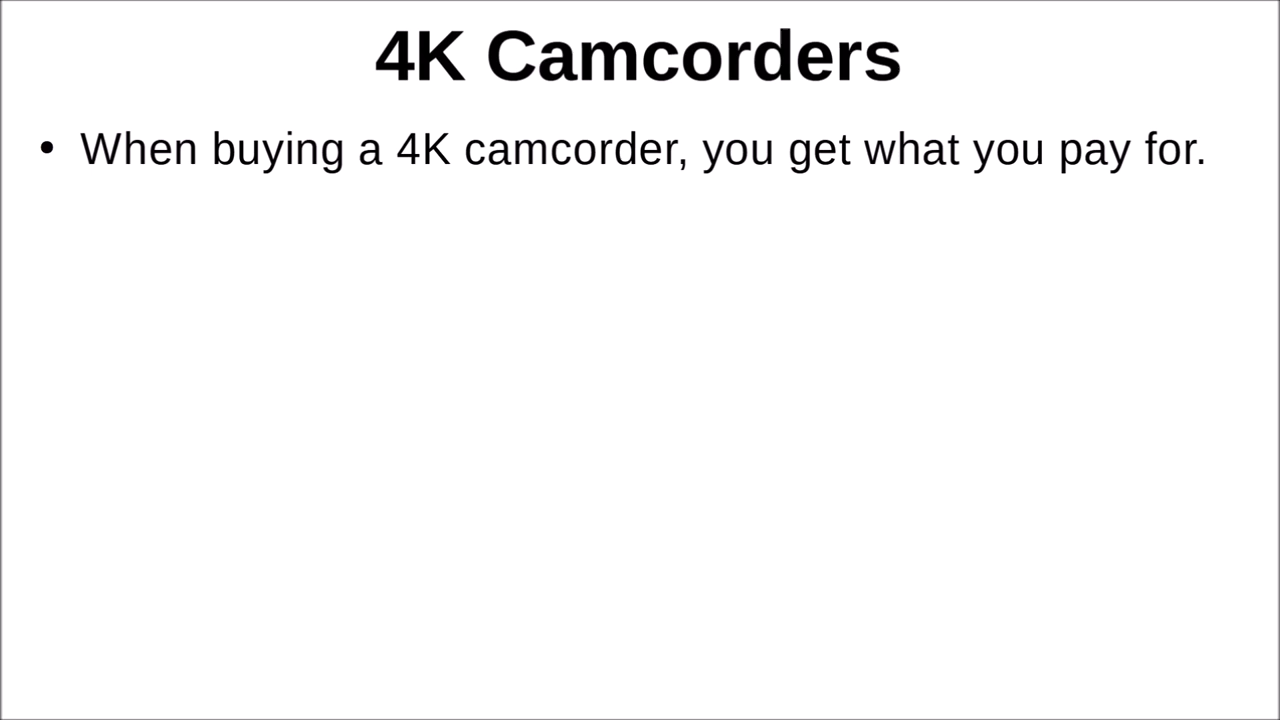 4K Camcorders
• When buying a 4K camcorder, you get what you pay for.